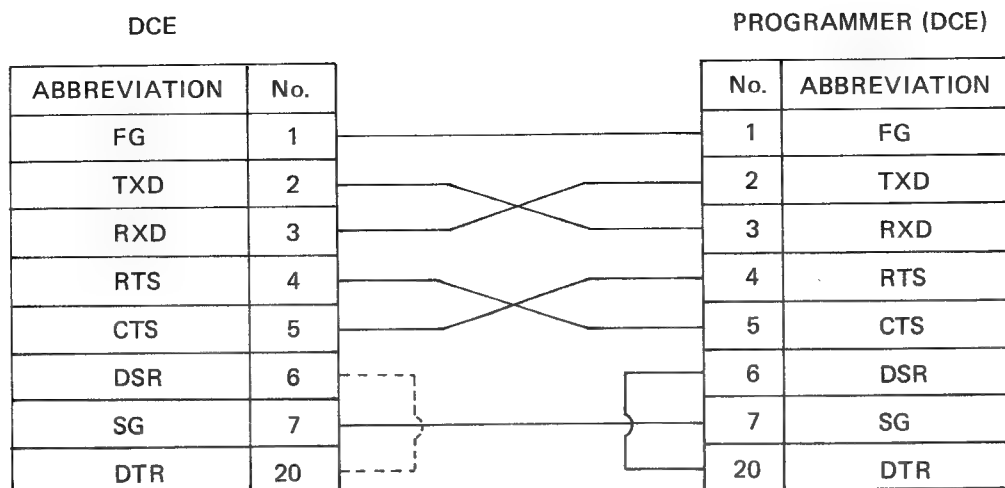 DCE PROGRAMMER (DCE)
ABBREVIATION No. No. ABBREVIATION
FG 1 1 FG
TXD 2 2 TXD
RXD 3 3 RXD
RTS 4 4 RTS
CTS 5 5 CTS
DSR 6 6 DSR
SG 7 7 SG
DTR 20 20 DTR